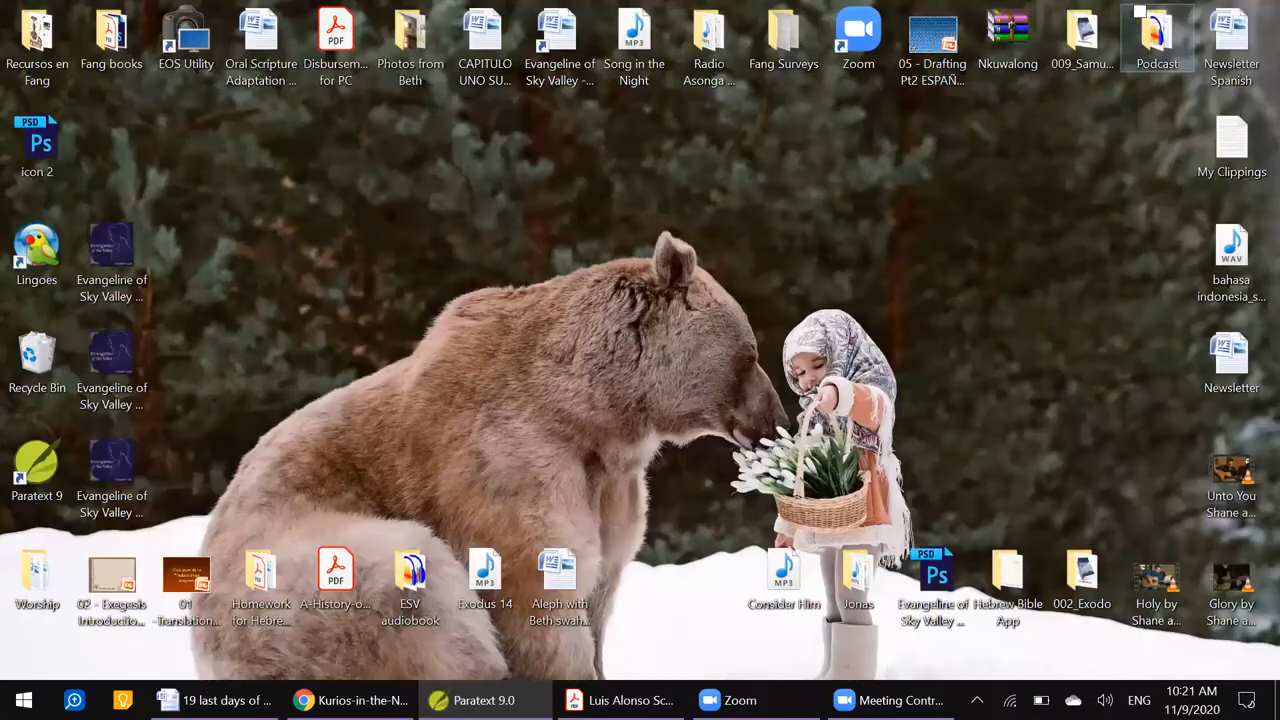 Recursos en Fang
Fang books
EOS Utility
Oral Scripture Adaptation ...
Disbursem... for PC
Photos from Beth
CAPITULO UNO SU...
Evangeline of Sky Valley -...
Song in the Night
Radio Asonga ...
Fang Surveys
Zoom
05 - Drafting Pt2 ESPAÑ...
Nkuwalong
009_Samu...
Podcast
Newsletter Spanish
PSD
Ps
icon 2
My Clippings
Lingoes
Evangeline of Sky Valley ...
WAV
bahasa indonesia_s...
Recycle Bin
Evangeline of Sky Valley ...
Newsletter
Paratext 9
Evangeline of Sky Valley ...
Unto You Shane a...
Worship
02 - Exegesis Introductio...
01 -Translation...
Homework for Hebre...
PDF
A-History-o...
ESV audiobook
MP3
Exodus 14
Aleph with Beth swah...
MP3
Consider Him
Jonas
PSD
Ps
Evangeline of Sky Valley ...
Hebrew Bible App
002_Exodo
Holy by Shane a...
Glory by Shane a...
19 last days of ...
Kurios-in-the-N...
Paratext 9.0
Luis Alonso Sc...
Zoom
Meeting Contr...
ENG
10:21 AM
11/9/2020